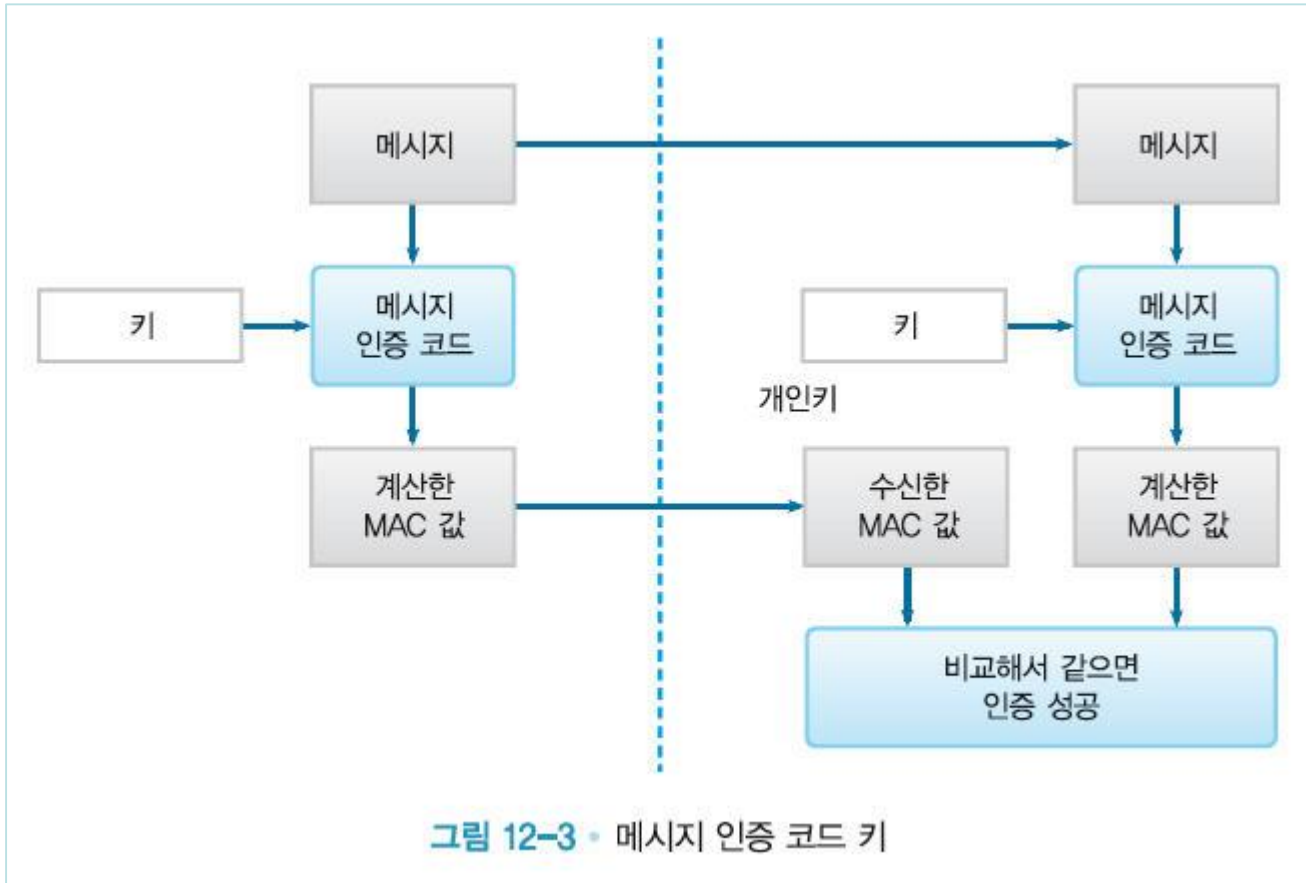 메시지
메시지
키
메시지
인증 코드
키
메시지
인증 코드
개인키
계산한
MAC 값
수신한
MAC 값
계산한
MAC 값
비교해서 같으면
인증 성공
그림 12-3 • 메시지 인증 코드 키